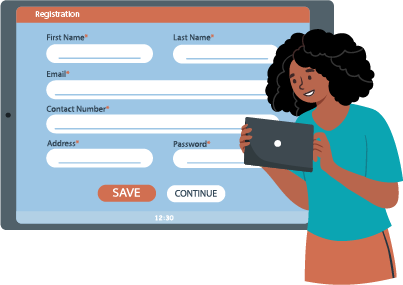 Registration
First Name* Last Name*
Email*
Contact Number*
Address* Password*
SAVE CONTINUE
12:30